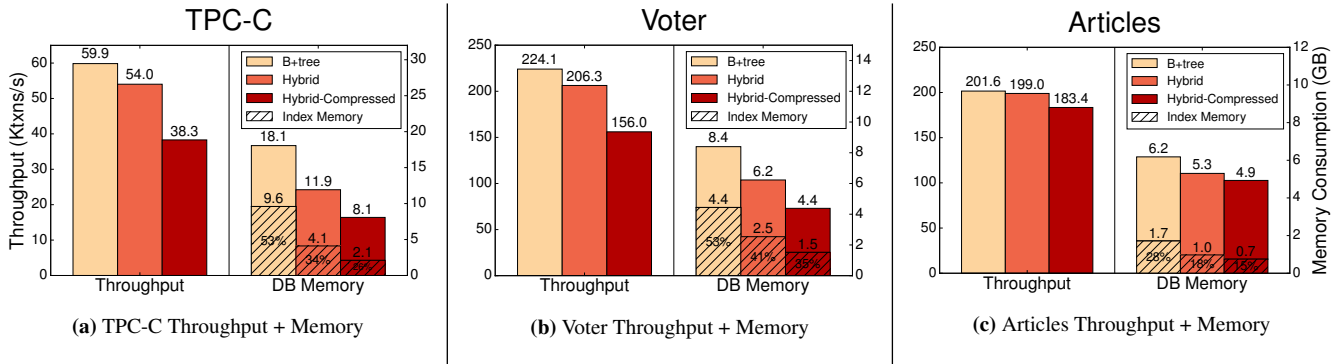 TPC-C
Throughput (Ktxns/s)
60
50
40
30
20
10
0
59.9
54.0
38.3
B+tree
Hybrid
Hybrid-Compressed
Index Memory
18.1
11.9
8.1
9.6
4.1
2.1
53%
34%
30
25
20
15
10
5
0
Throughput
DB Memory
(a) TPC-C Throughput + Memory
Voter
250
200
150
100
50
0
224.1
206.3
156.0
B+tree
Hybrid
Hybrid-Compressed
Index Memory
8.4
6.2
4.4
4.4
2.5
1.5
53%
41%
35%
14
12
10
8
6
4
2
0
Throughput
DB Memory
(b) Voter Throughput + Memory
Articles
250
200
150
100
50
0
201.6
199.0
183.4
B+tree
Hybrid
Hybrid-Compressed
Index Memory
6.2
5.3
4.9
1.7
1.0
0.7
28%
18%
15%
12
10
8
6
4
2
0
Memory Consumption (GB)
Throughput
DB Memory
(c) Articles Throughput + Memory